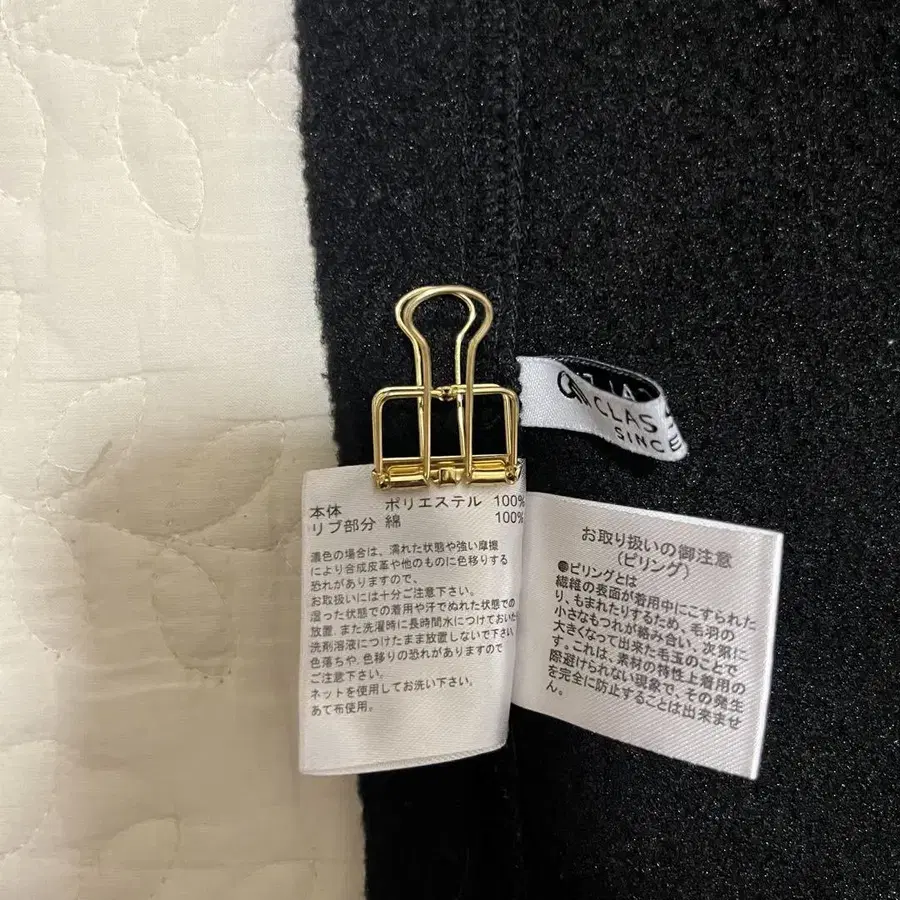 CLAS
SINCE
本体 ポリエステル 100%
リブ部分 綿 100%
濃色の場合は、濡れた状態や強い摩擦
により合成皮革や他のものに色移りする
恐れがありますので、
お取り扱いには十分ご注意下さい。
湿った状態での着用や汗でぬれた状態での
放置、また洗濯時に長時間水につけておいたり
洗剤溶液につけたまま放置しないで下さい。
色落ちや、色移りの恐れがありますので
ご注意下さい。
ネットを使用してお洗い下さい。
あて布使用。
お取り扱いの御注意
(ピリング)
●ピリングとは
繊維の表面が着用中にこすられた
り、もまれたりするため、毛羽の
小さなもつれが絡み合い、次第に
大きくなって出来た毛玉のことで
す。これは、素材の特性上着用の
際避けられない現象で、その発生
を完全に防止することは出来ませ
ん。